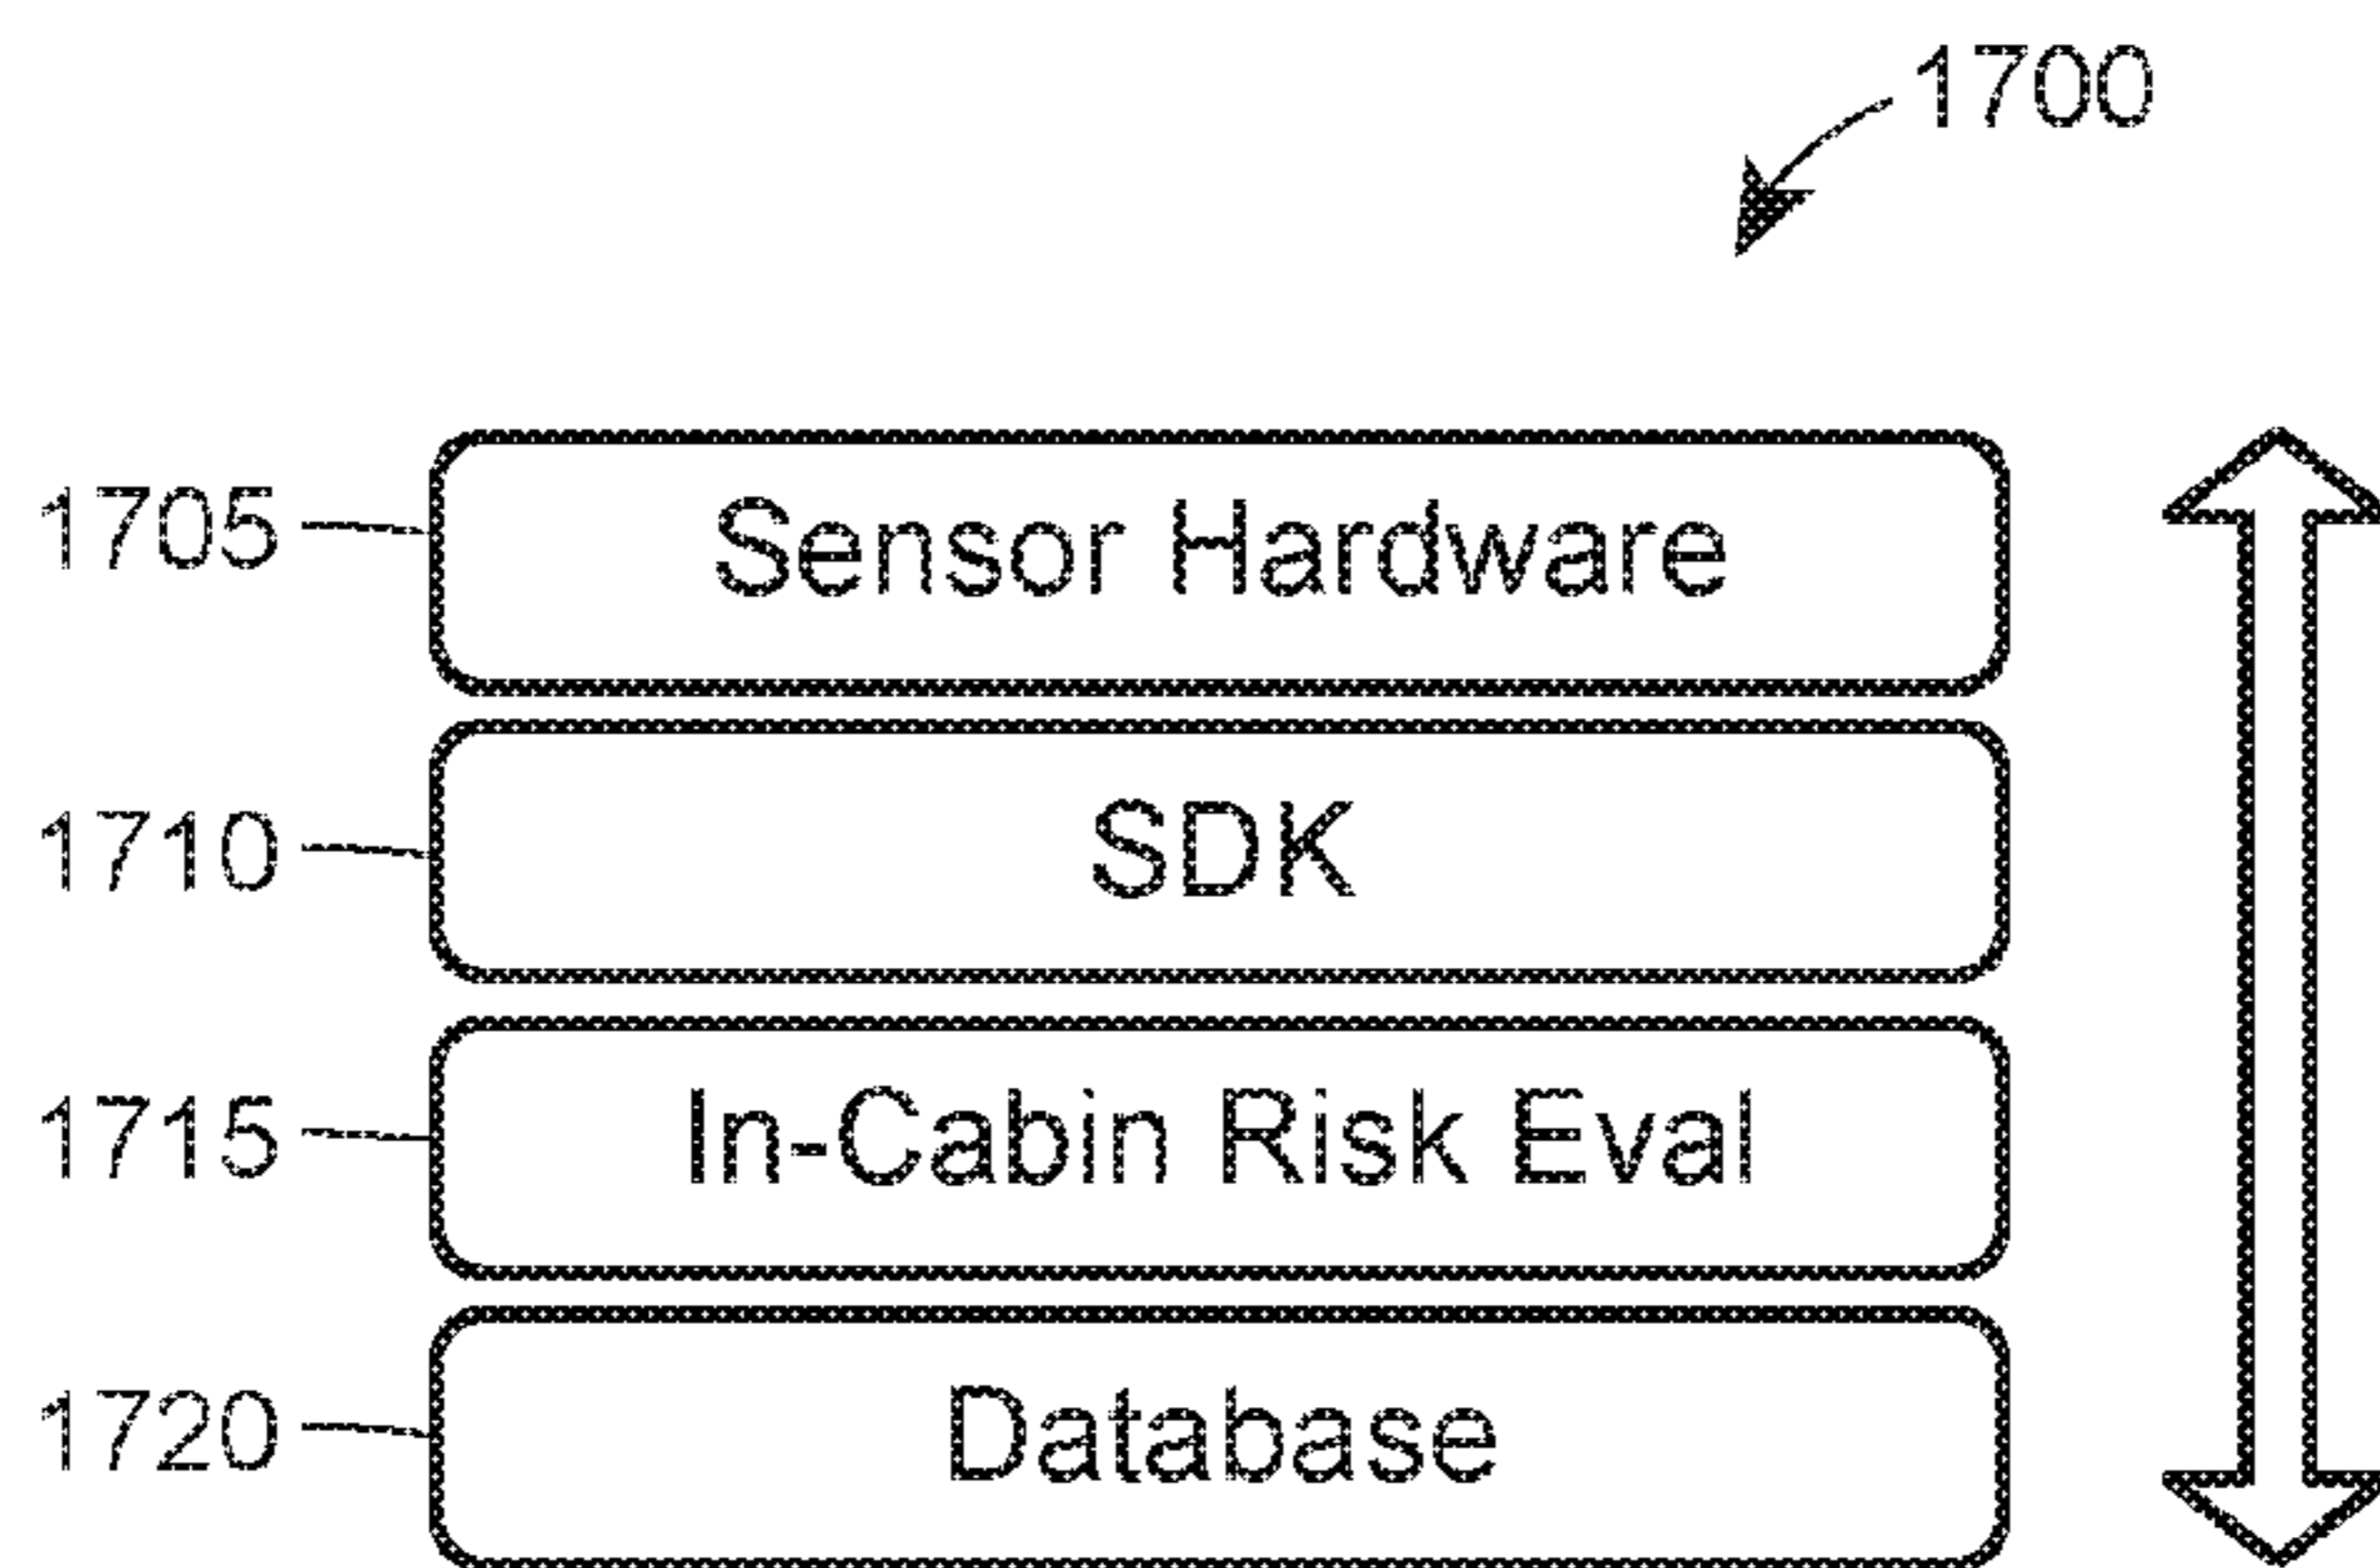 1700
1705 Sensor Hardware
1710 SDK
1715 In-Cabin Risk Eval
1720 Database